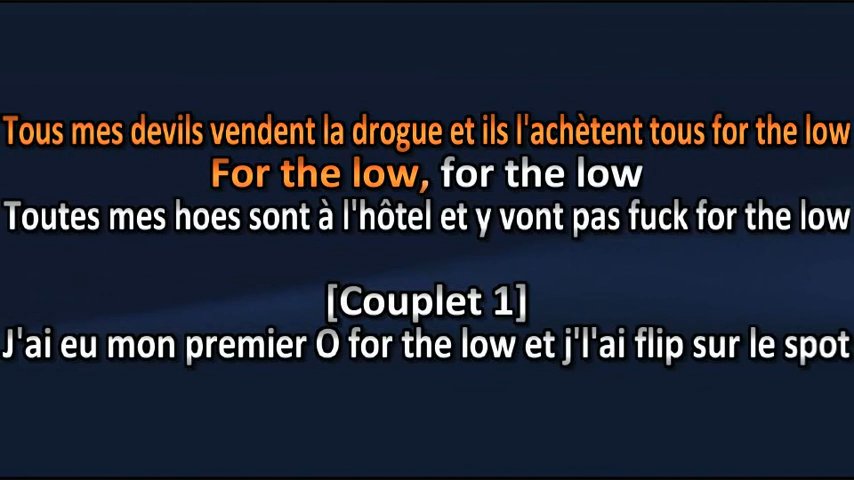 Tous mes devils vendent la drogue et ils l'achètent tous for the low
For the low, for the low
Toutes mes hoes sont à l'hôtel et y vont pas fuck for the low
[Couplet 1]
J'ai eu mon premier O for the low et j'l'ai flip sur le spot